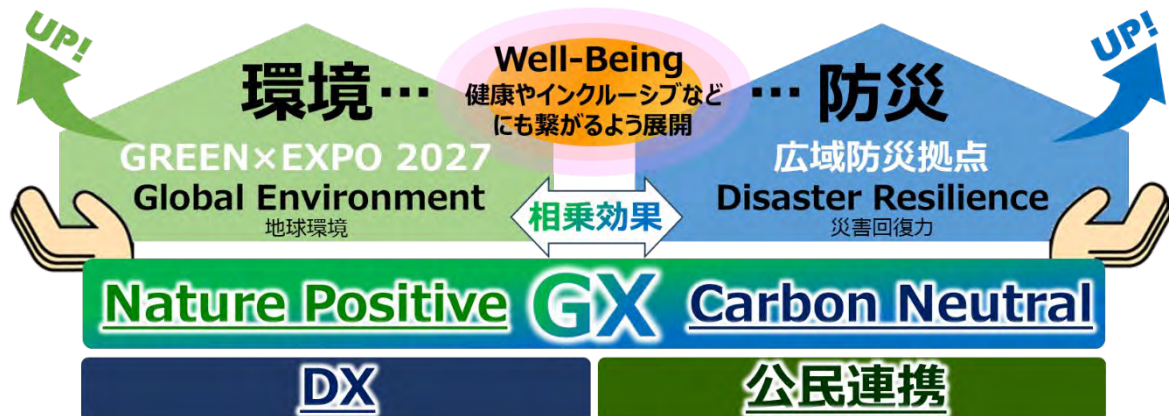 UP!
環境…
GREEN×EXPO 2027
Global Environment
地球環境
Well-Being
健康やインクルーシブなど
にも繋がるよう展開
相乗効果
UP!
…防災
広域防災拠点
Disaster Resilience
災害回復力
Nature Positive GX Carbon Neutral
DX
公民連携